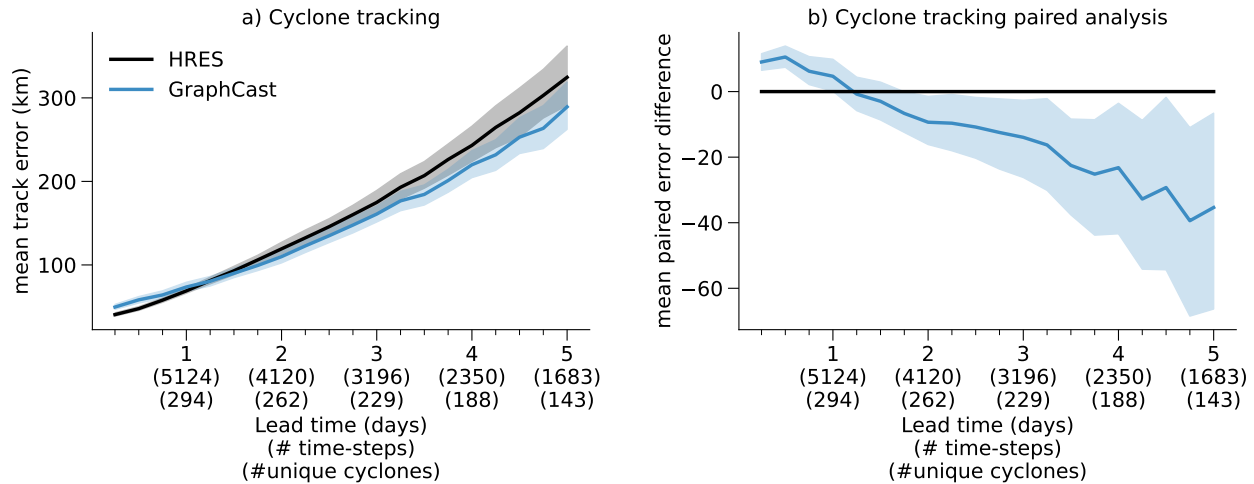 a) Cyclone tracking
mean track error (km)
300
200
100
HRES
GraphCast
1 2 3 4 5
(5124) (4120) (3196) (2350) (1683)
(294) (262) (229) (188) (143)
Lead time (days)
(# time-steps)
(#unique cyclones)
b) Cyclone tracking paired analysis
mean paired error difference
0
−20
−40
−60
1 2 3 4 5
(5124) (4120) (3196) (2350) (1683)
(294) (262) (229) (188) (143)
Lead time (days)
(# time-steps)
(#unique cyclones)